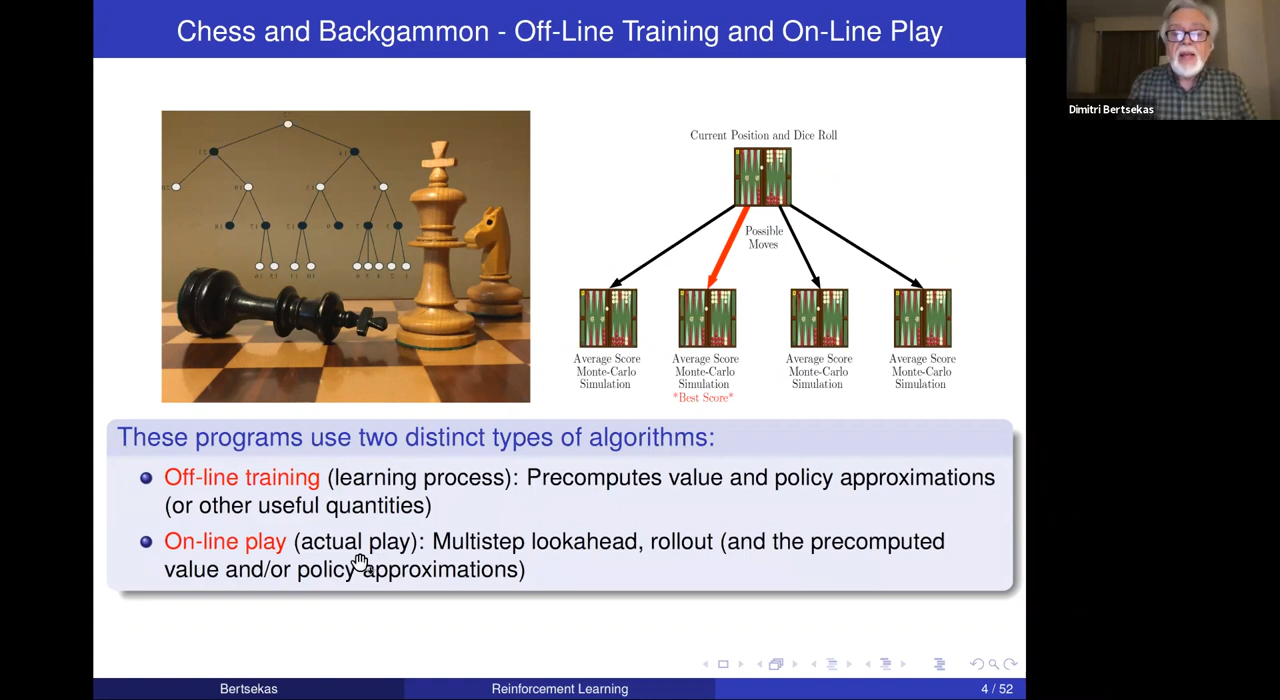 Chess and Backgammon - Off-Line Training and On-Line Play
Dimitri Bertsekas
Current Position and Dice Roll
Possible
Moves
Average Score
Monte-Carlo
Simulation
Average Score
Monte-Carlo
Simulation
*Best Score*
Average Score
Monte-Carlo
Simulation
Average Score
Monte-Carlo
Simulation
These programs use two distinct types of algorithms:
Off-line training (learning process): Precomputes value and policy approximations
(or other useful quantities)
On-line play (actual play): Multistep lookahead, rollout (and the precomputed
value and/or policy approximations)
Bertsekas
Reinforcement Learning
4 / 52